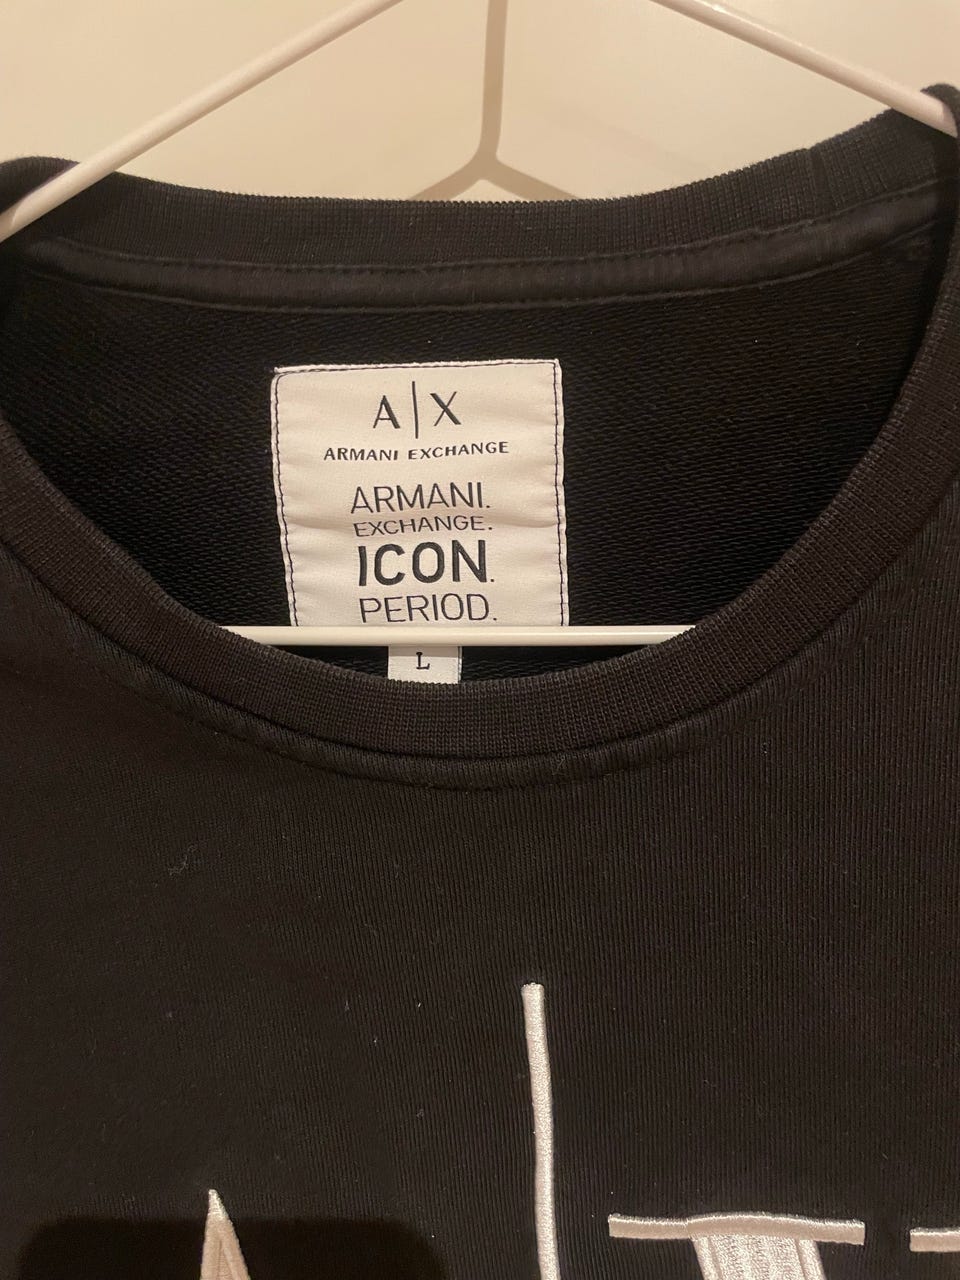 A|X
ARMANI EXCHANGE
ARMANI.
EXCHANGE.
ICON.
PERIOD.
L